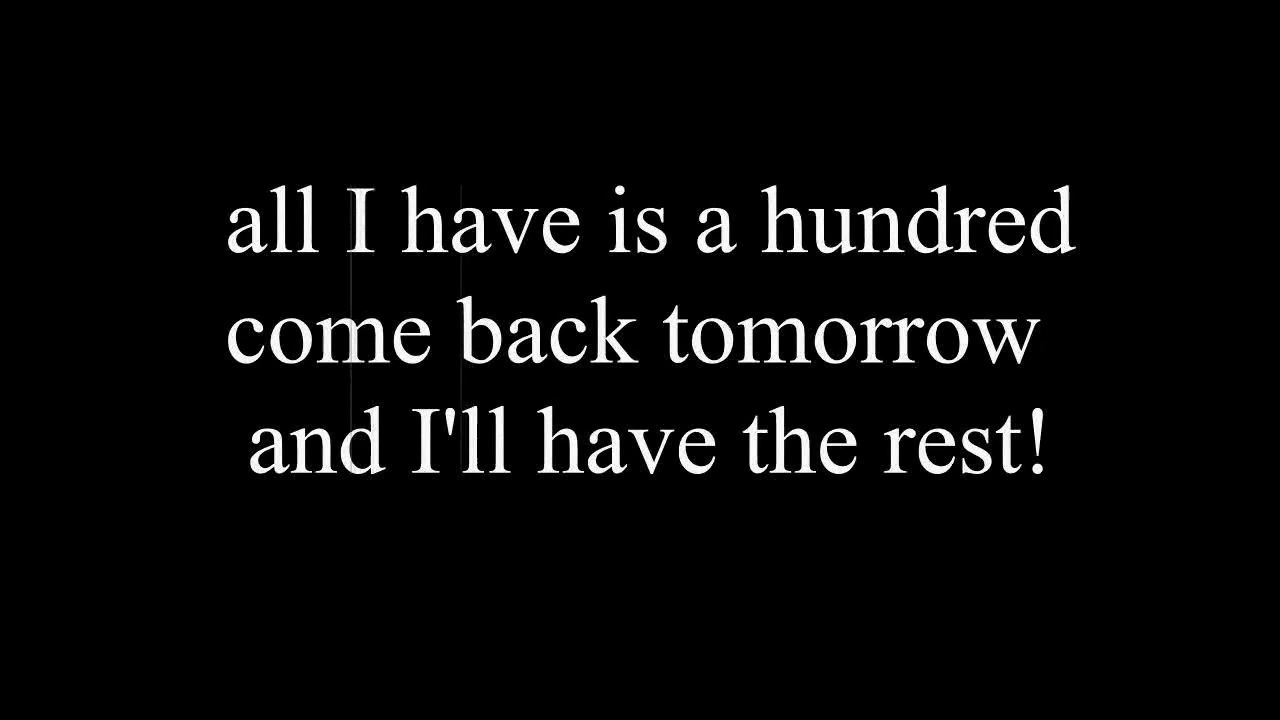 all I have is a hundred
come back tomorrow
and I'll have the rest!